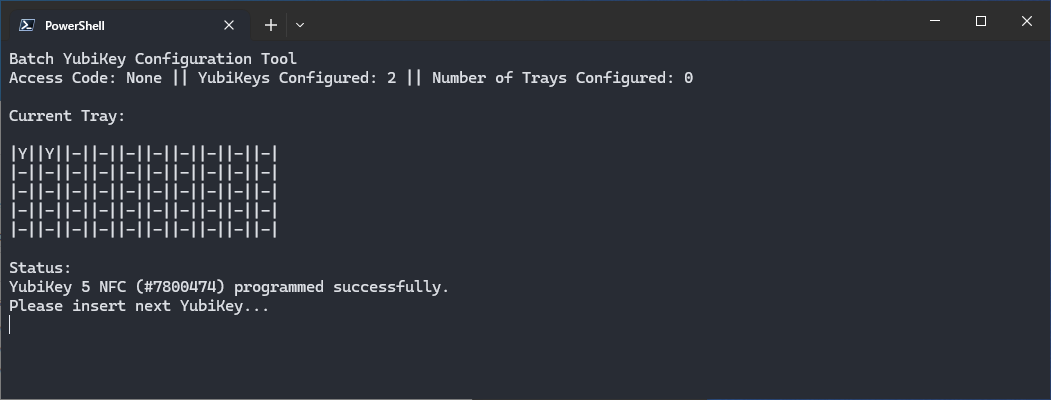 PowerShell
Batch YubiKey Configuration Tool
Access Code: None || YubiKeys Configured: 2 || Number of Trays Configured: 0
Current Tray:
|Y||Y||-||-||-||-||-||-||-||-|
|-||-||-||-||-||-||-||-||-||-|
|-||-||-||-||-||-||-||-||-||-|
|-||-||-||-||-||-||-||-||-||-|
|-||-||-||-||-||-||-||-||-||-|
Status:
YubiKey 5 NFC (#7800474) programmed successfully.
Please insert next YubiKey...